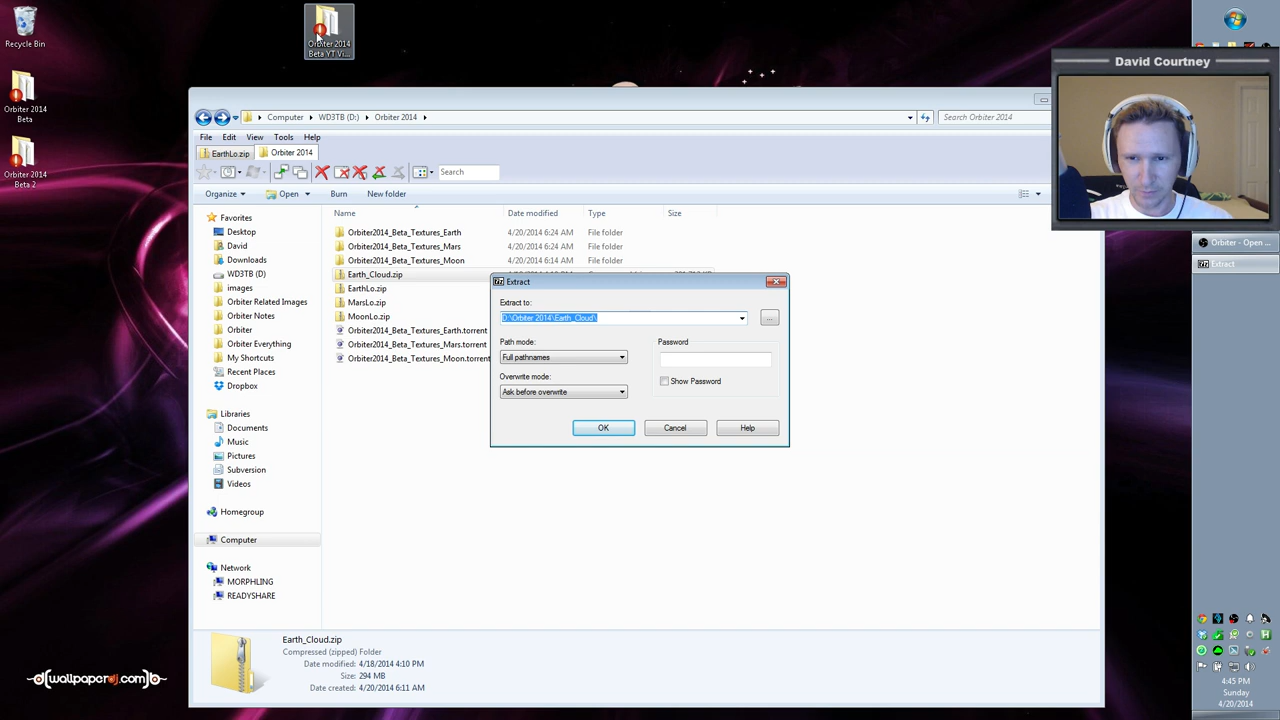 Recycle Bin
Orbiter 2014
Beta YT Vi...
Orbiter 2014
Beta
Orbiter 2014
Beta 2
David Courtney
Computer
WD3TB (D:)
Orbiter 2014
Search Orbiter 2014
File Edit View Tools Help
EarthLo.zip
Orbiter 2014
Search
Organize
Open
Burn
New folder
Name Date modified Type Size
Favorites
Desktop
David
Downloads
WD3TB (D)
images
Orbiter Related Images
Orbiter Notes
Orbiter
Orbiter Everything
My Shortcuts
Recent Places
Dropbox
Libraries
Documents
Music
Pictures
Subversion
Videos
Homegroup
Computer
Network
MORPHLING
READYSHARE
Orbiter2014_Beta_Textures_Earth 4/20/2014 6:24 AM File folder
Orbiter2014_Beta_Textures_Mars 4/20/2014 6:24 AM File folder
Orbiter2014_Beta_Textures_Moon 4/20/2014 6:14 AM File folder
Earth_Cloud.zip
EarthLo.zip
MarsLo.zip
MoonLo.zip
Orbiter2014_Beta_Textures_Earth.torrent
Orbiter2014_Beta_Textures_Mars.torrent
Orbiter2014_Beta_Textures_Moon.torrent
Extract
Extract to:
D:\Orbiter 2014\Earth_Cloud\
...
Path mode:
Full pathnames
Password
Overwrite mode:
Ask before overwrite
Show Password
OK
Cancel
Help
Earth_Cloud.zip
Compressed (zipped) Folder
Date modified: 4/18/2014 4:10 PM
Size: 294 MB
Date created: 4/20/2014 6:11 AM
Orbiter - Open ...
Extract
4:45 PM
Sunday
4/20/2014